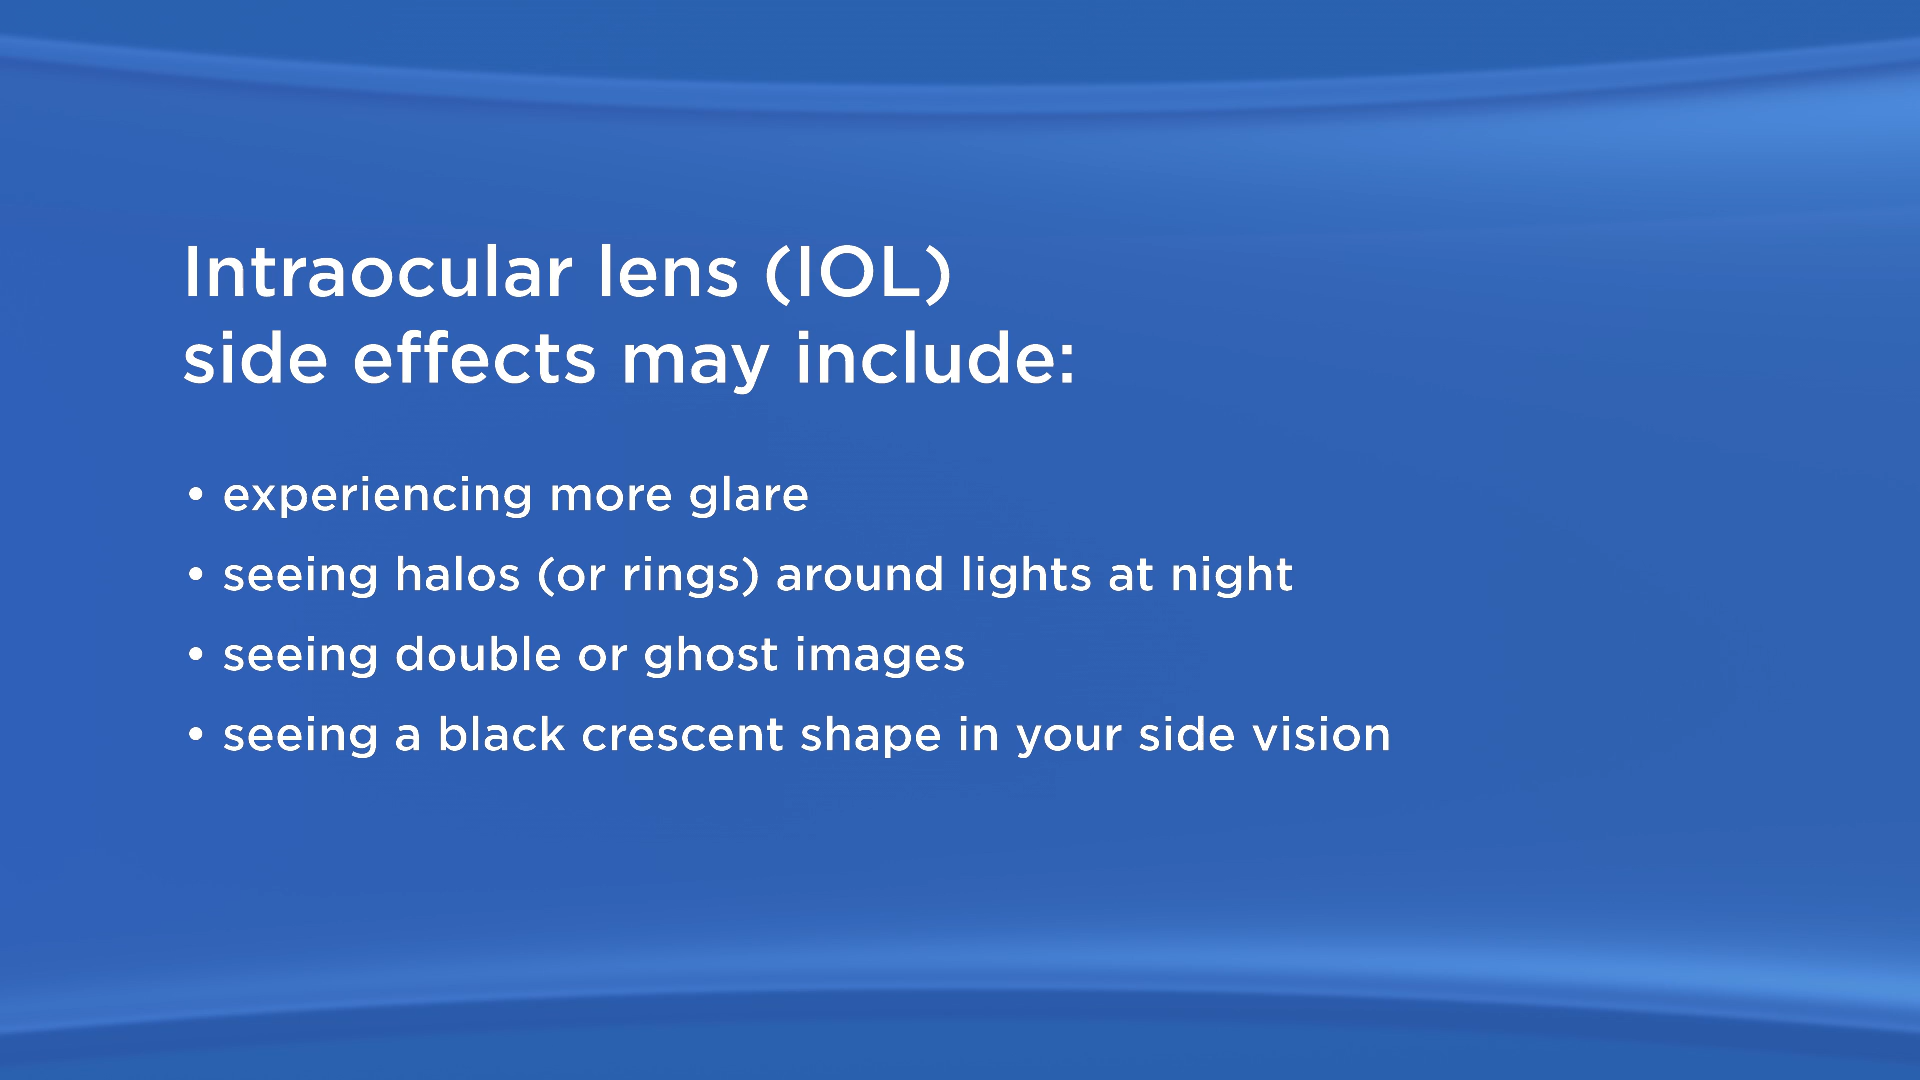 Intraocular lens (IOL)
side effects may include:
• experiencing more glare
• seeing halos (or rings) around lights at night
• seeing double or ghost images
• seeing a black crescent shape in your side vision